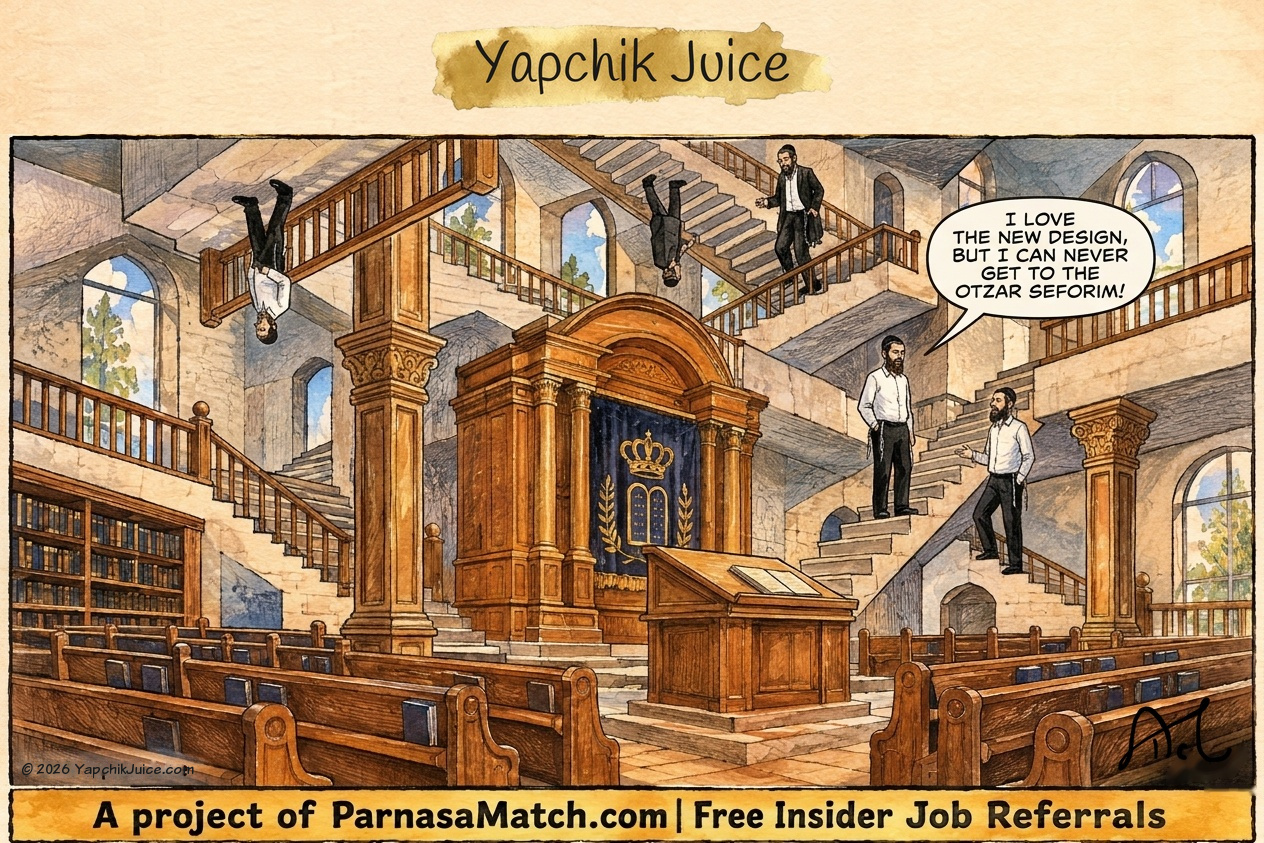 Yapchik Juice
I LOVE
THE NEW DESIGN,
BUT I CAN NEVER
GET TO THE
OTZAR SEFORIM!
© 2026 YapchikJuice.com
A project of ParnasaMatch.com | Free Insider Job Referrals